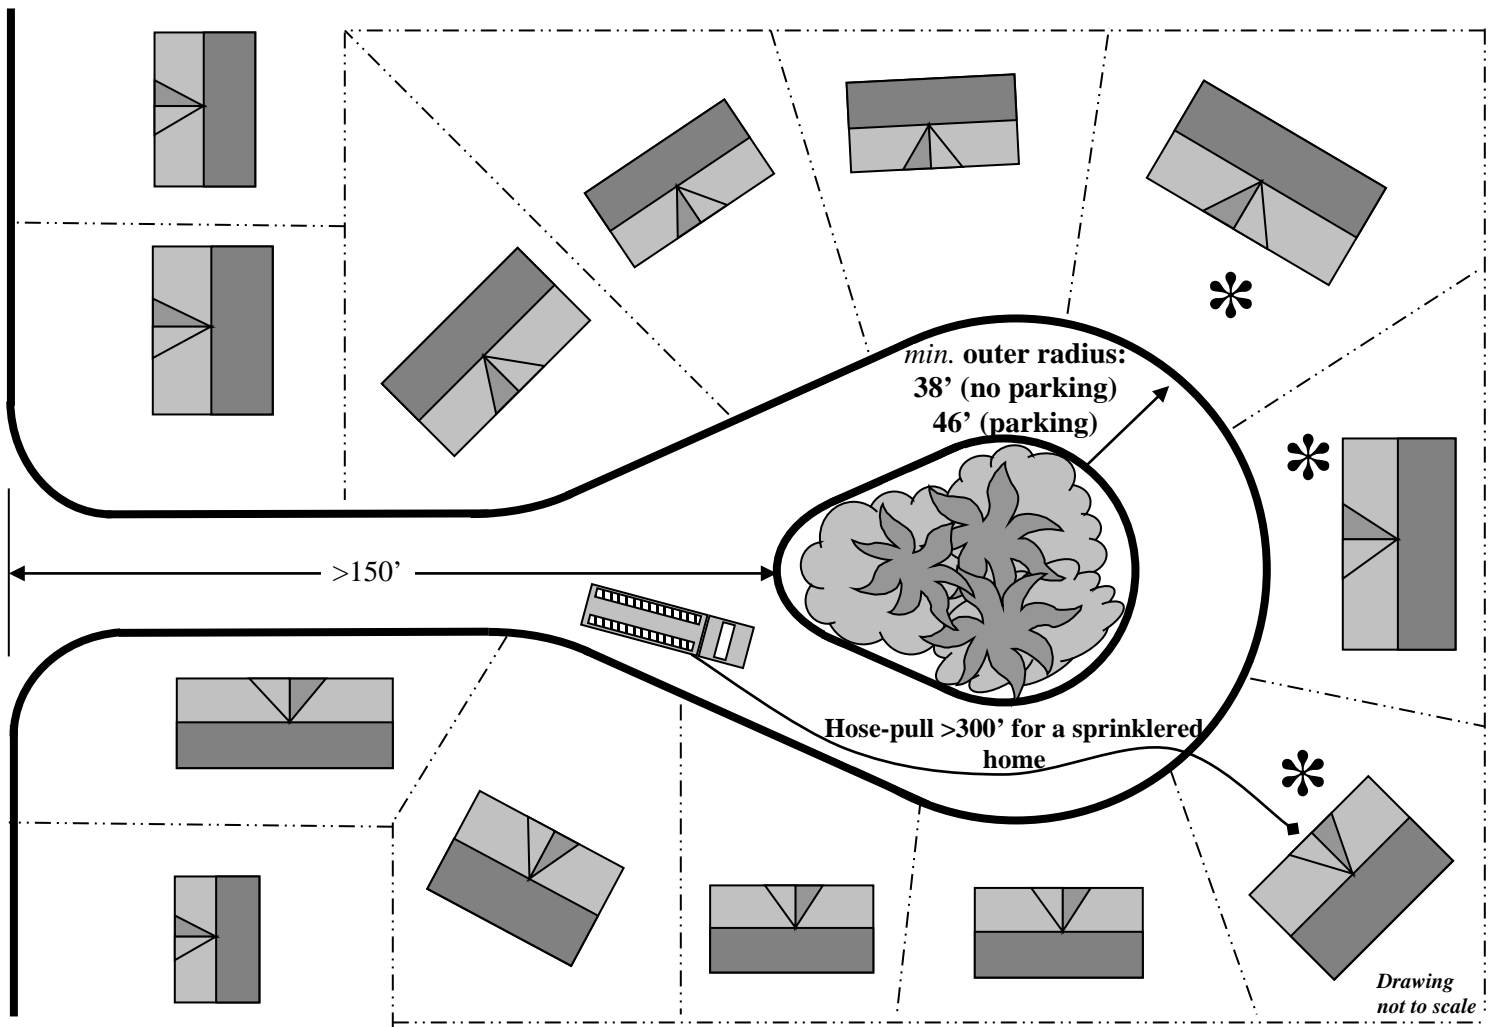 min. outer radius:
38’ (no parking)
46’ (parking)
>150’
Hose-pull >300’ for a sprinklered
home
Drawing
not to scale